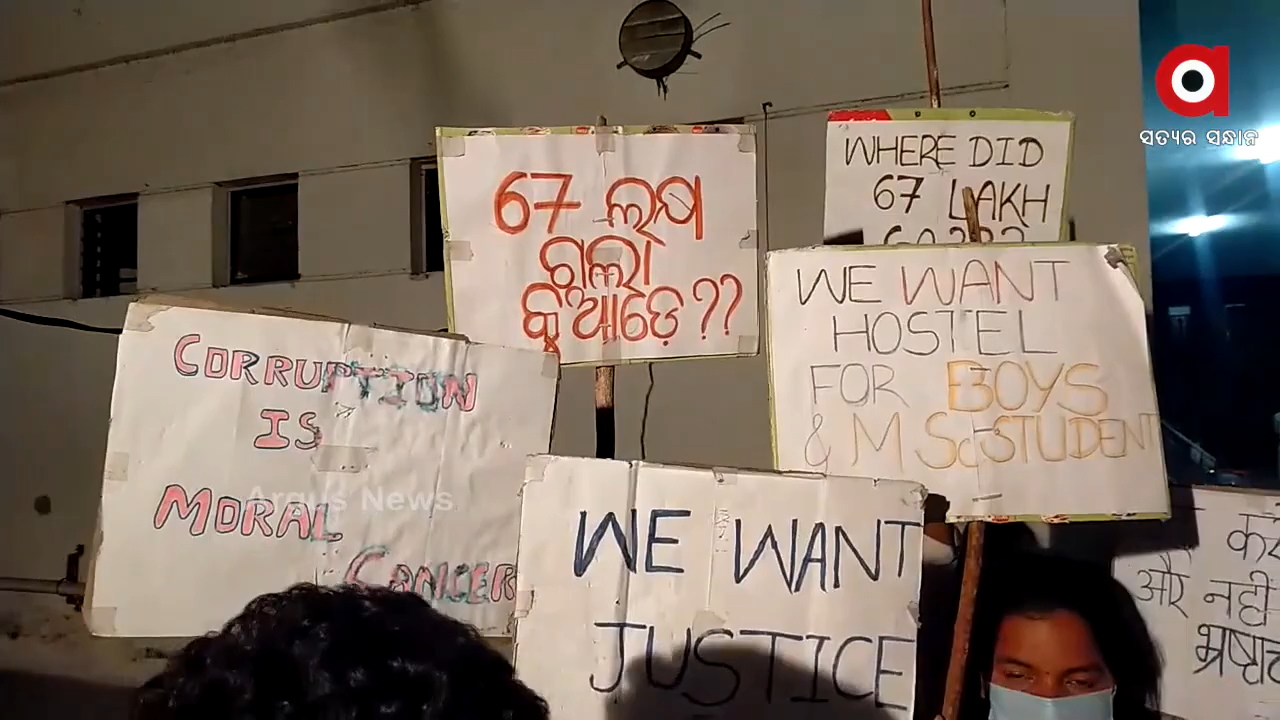 ସତ୍ୟର ସନ୍ଧାନ
67 ଲକ୍ଷ
ଗଲା
କୁଆଡ଼େ ??
WHERE DID
67 LAKH
WE WANT
HOSTEL
FOR BOYS
& M Sc STUDENT
CORRUPTION
IS
MORAL
CANCER
Argus News
WE WANT
JUSTICE
और नहीं